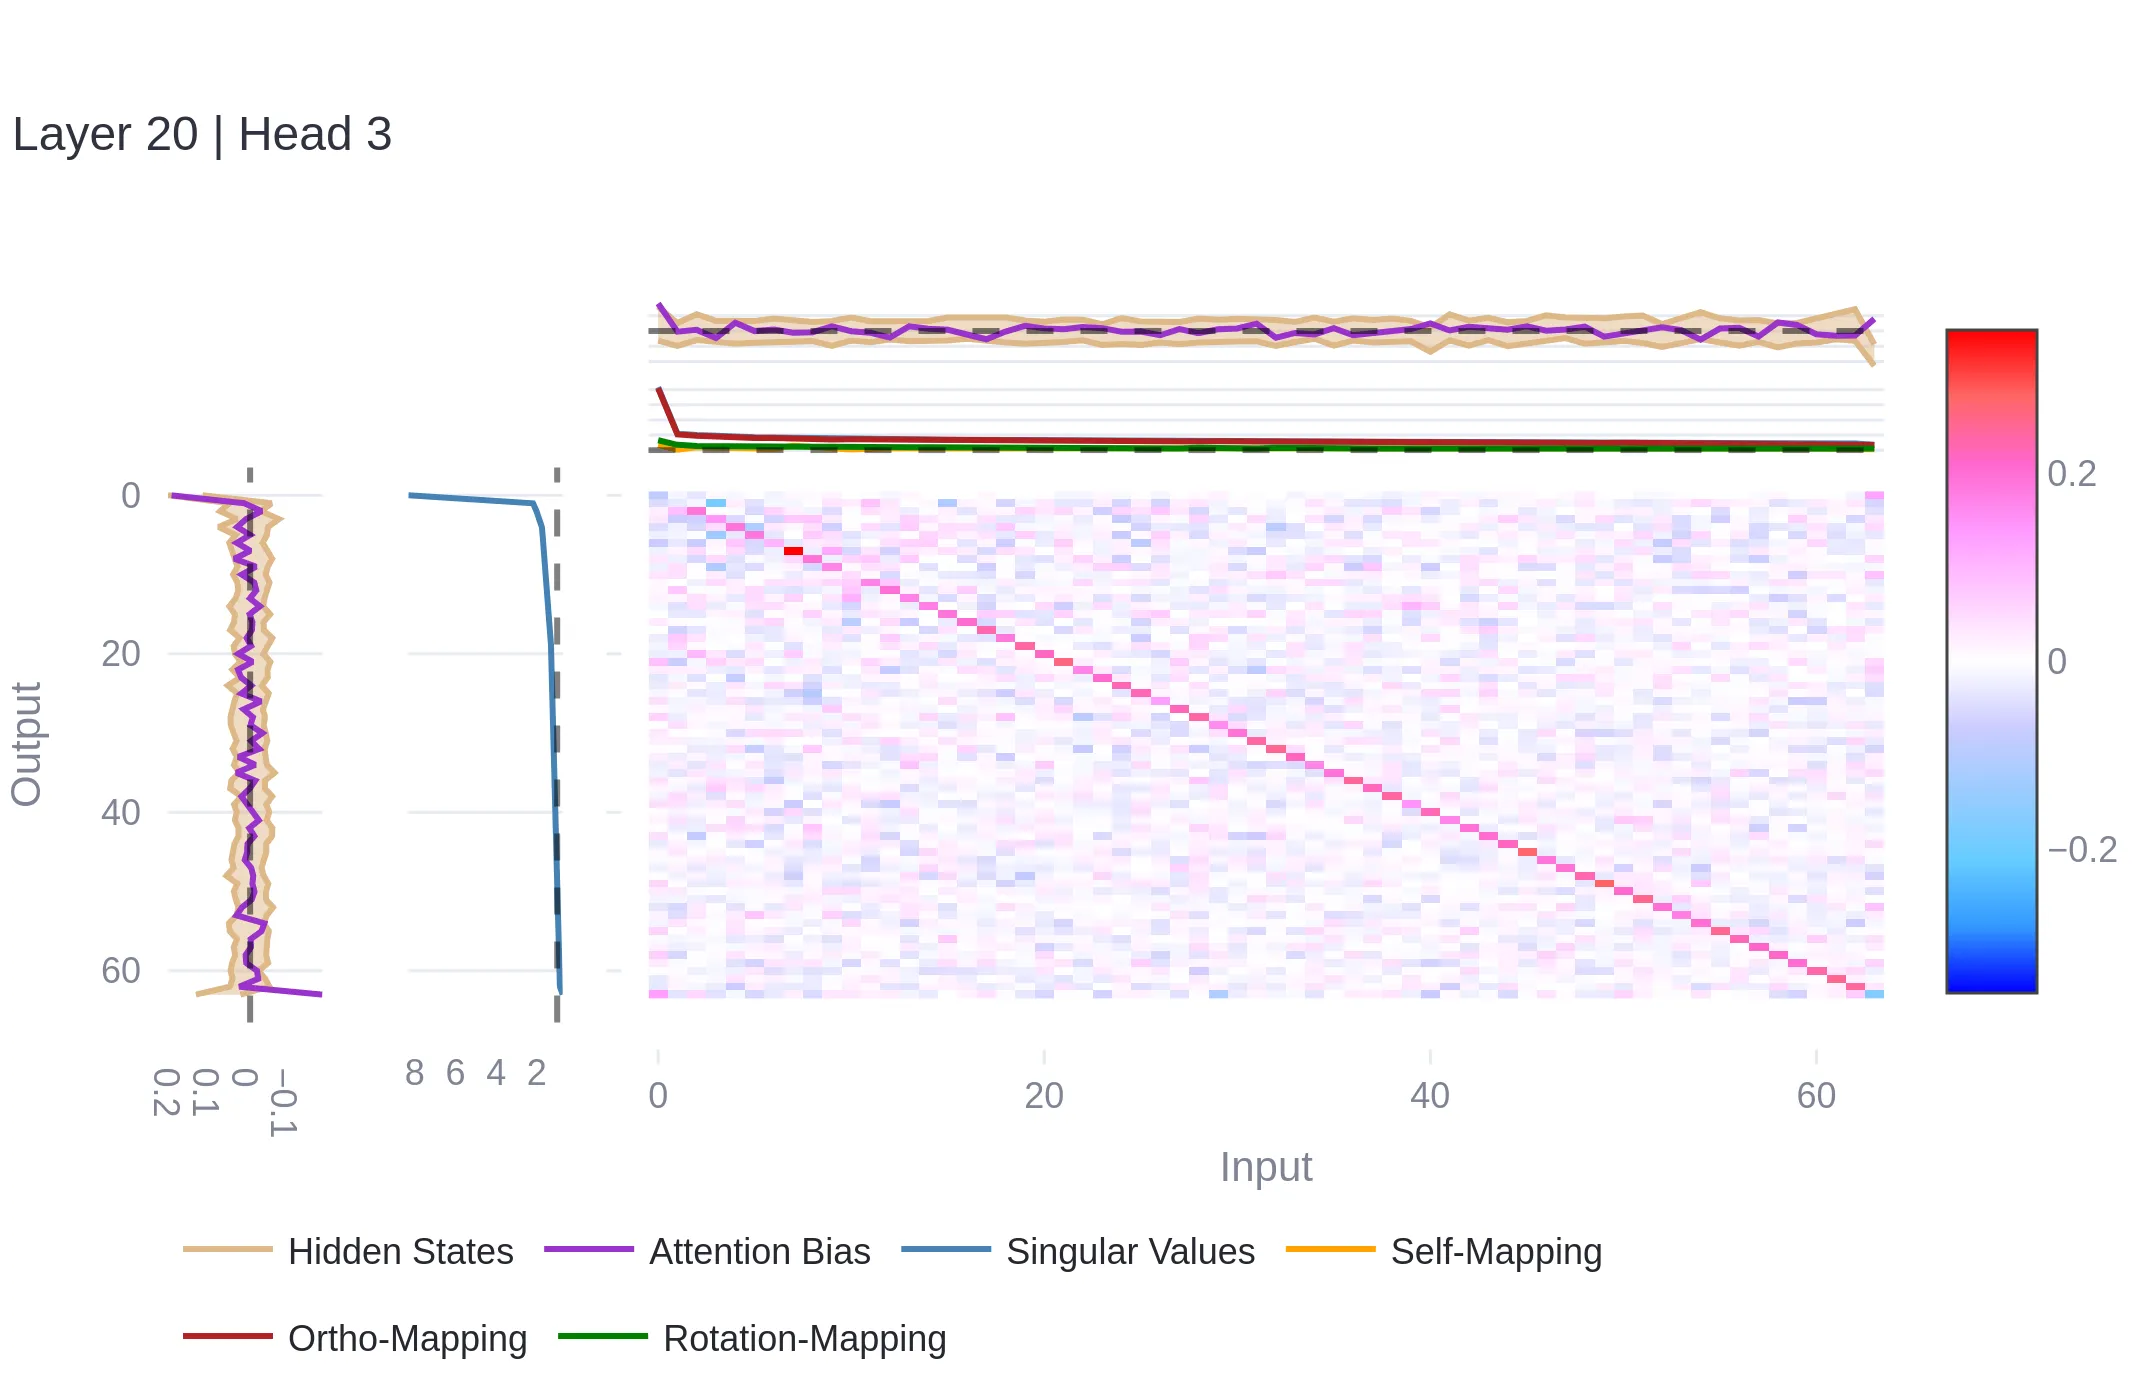 Layer 20 | Head 3
0
20
40
60
Output
0.2
0.1
0
−0.1
8 6 4 2
0 20 40 60
Input
0.2
0
−0.2
Hidden States Attention Bias Singular Values Self-Mapping
Ortho-Mapping Rotation-Mapping